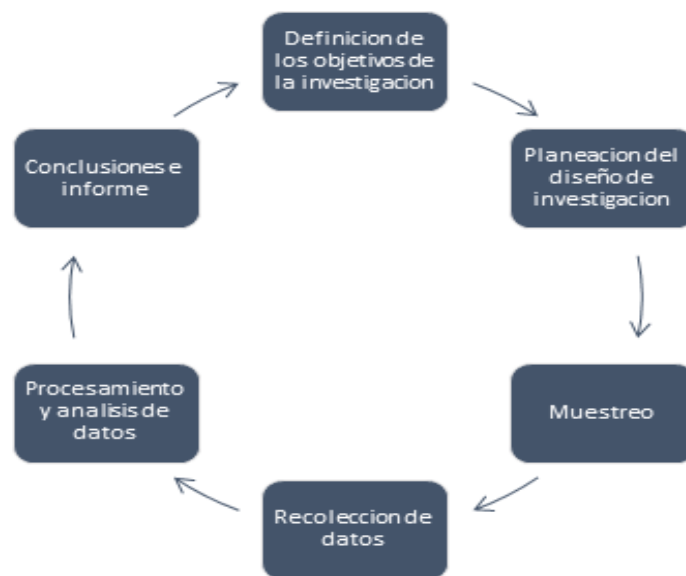 Definicion de
los objetivos de
la investigacion
Planeacion del
diseño de
investigacion
Muestreo
Recoleccion de
datos
Procesamiento
y analisis de
datos
Conclusiones e
informe